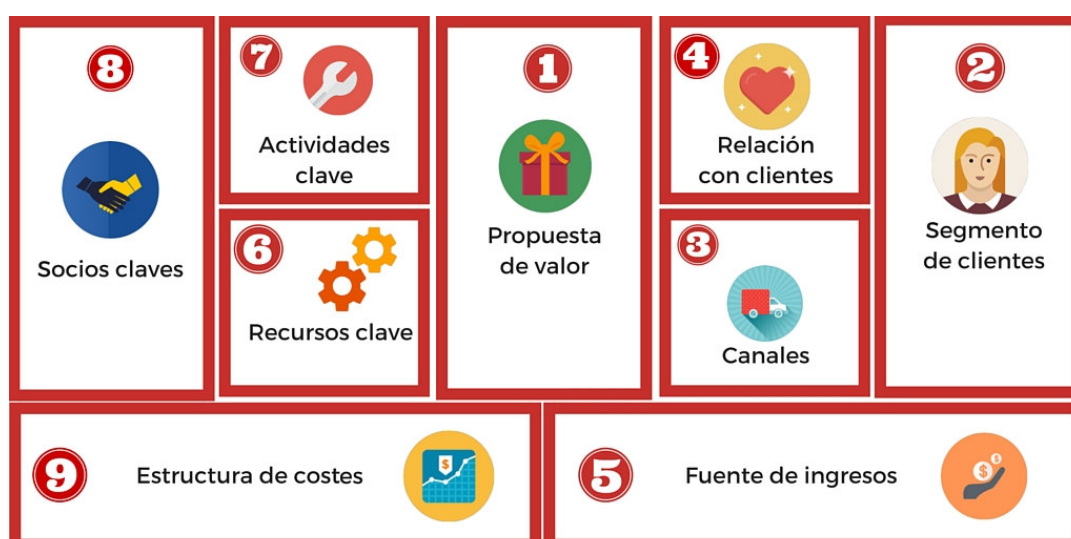 8
Socios claves
7
Actividades
clave
6
Recursos clave
1
Propuesta
de valor
4
Relación
con clientes
3
Canales
2
Segmento
de clientes
9
Estructura de costes
$
5
Fuente de ingresos
$
$